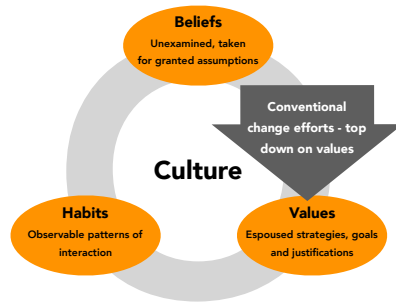 Beliefs
Unexamined, taken
for granted assumptions
Conventional
change efforts - top
down on values
Culture
Habits
Observable patterns of
interaction
Values
Espoused strategies, goals
and justifications